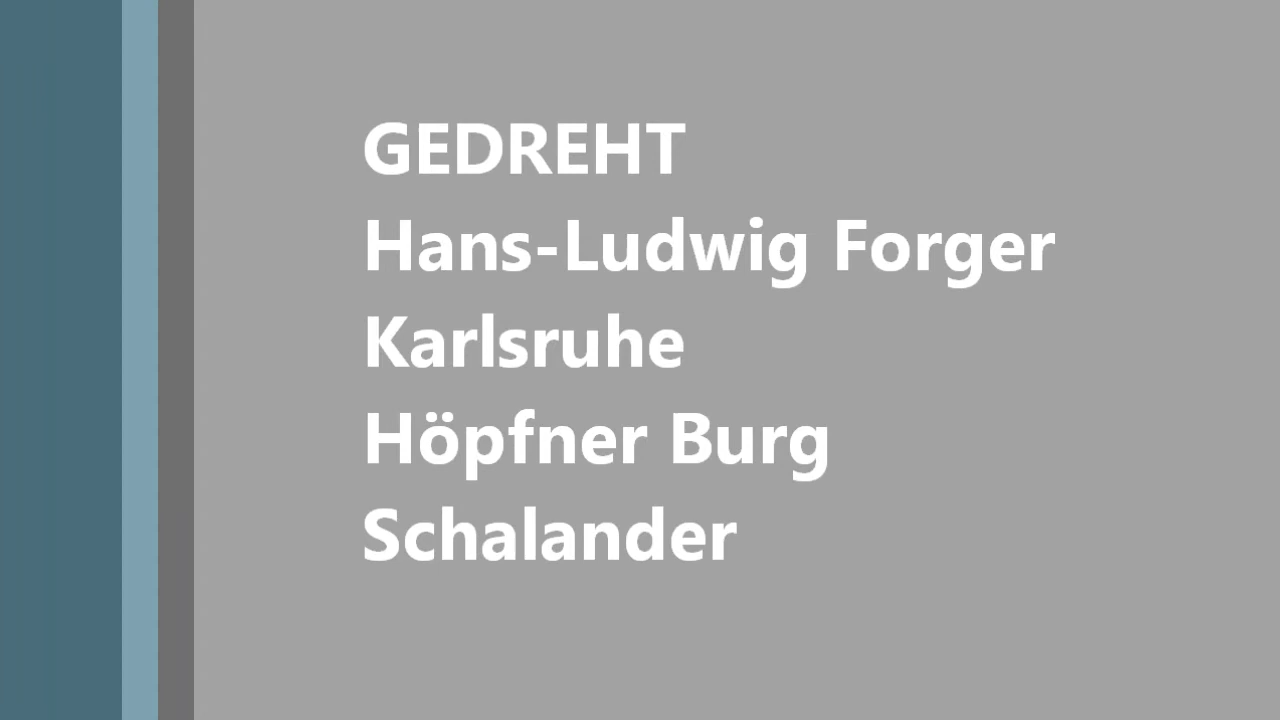 GEDREHT
Hans-Ludwig Forger
Karlsruhe
Höpfner Burg
Schalander